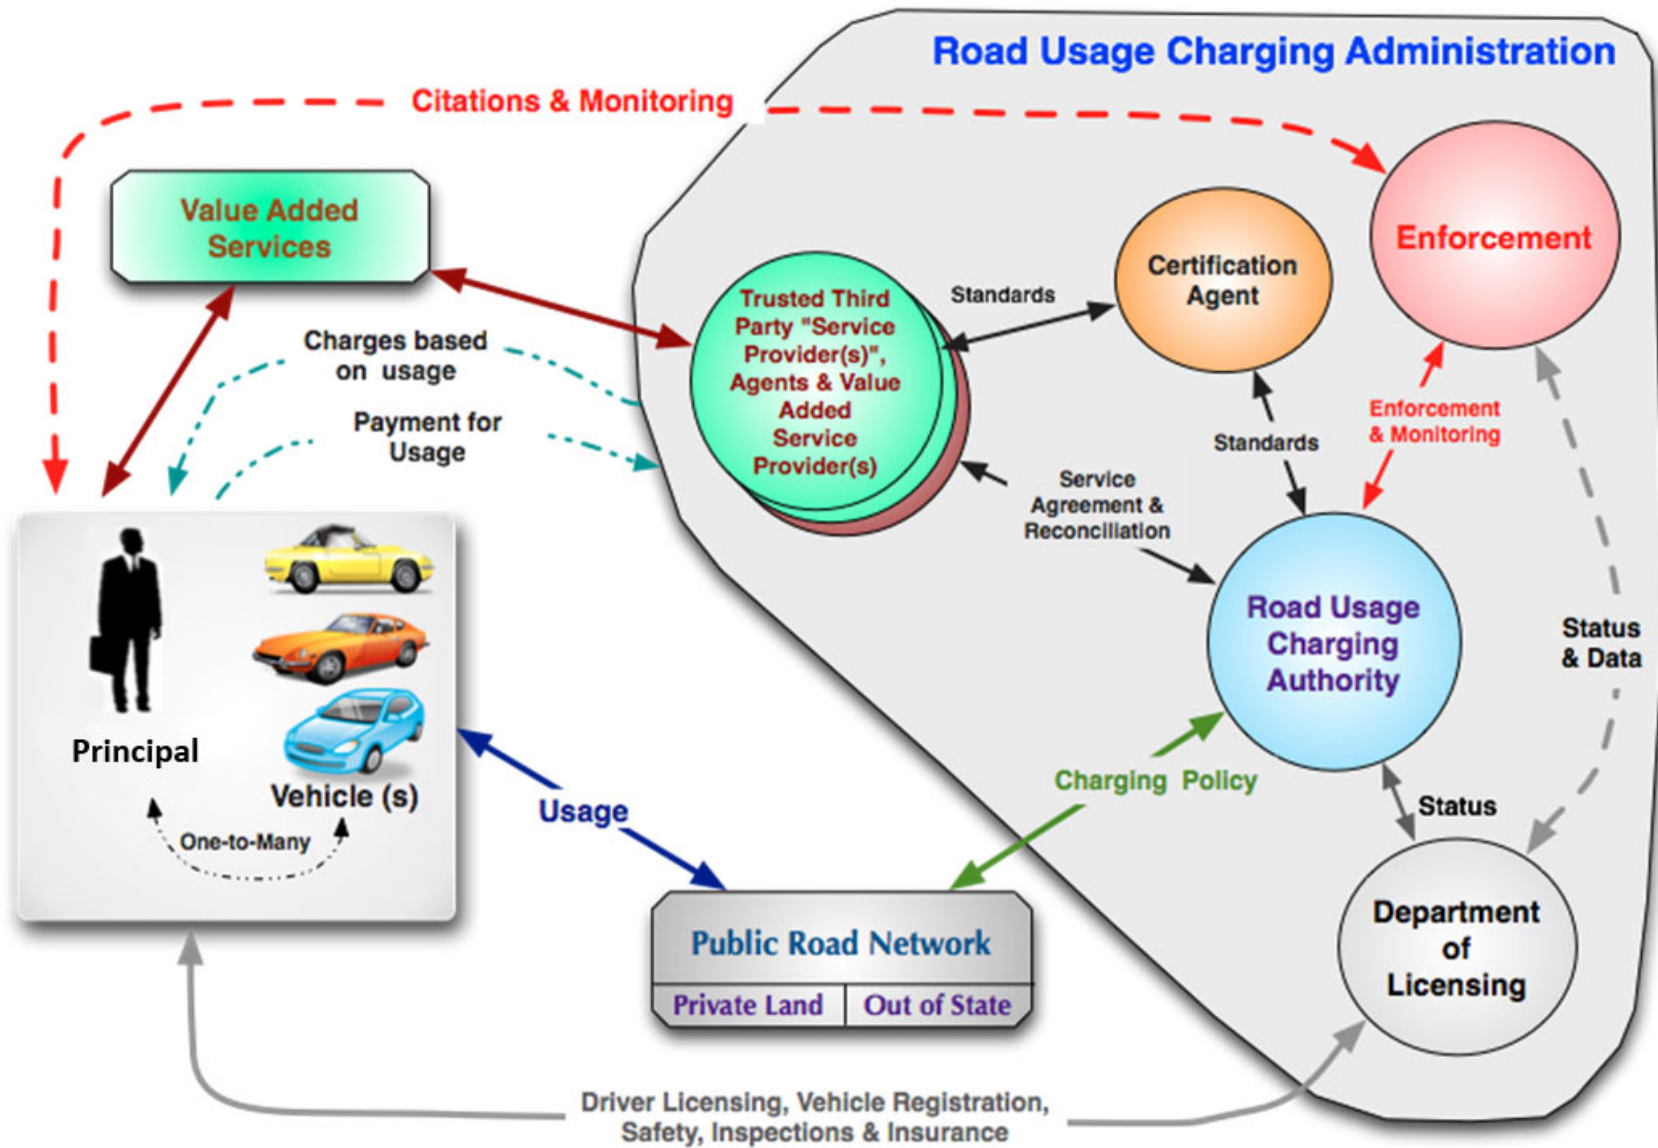 Road Usage Charging Administration
Citations & Monitoring
Value Added
Services
Enforcement
Certification
Agent
Trusted Third
Party "Service
Provider(s)",
Agents & Value
Added
Service
Provider(s)
Standards
Charges based
on usage
Payment for
Usage
Enforcement
& Monitoring
Standards
Service
Agreement &
Reconciliation
Road Usage
Charging
Authority
Status
& Data
Principal
Vehicle (s)
One-to-Many
Usage
Charging Policy
Status
Department
of
Licensing
Public Road Network
Private Land
Out of State
Driver Licensing, Vehicle Registration,
Safety, Inspections & Insurance